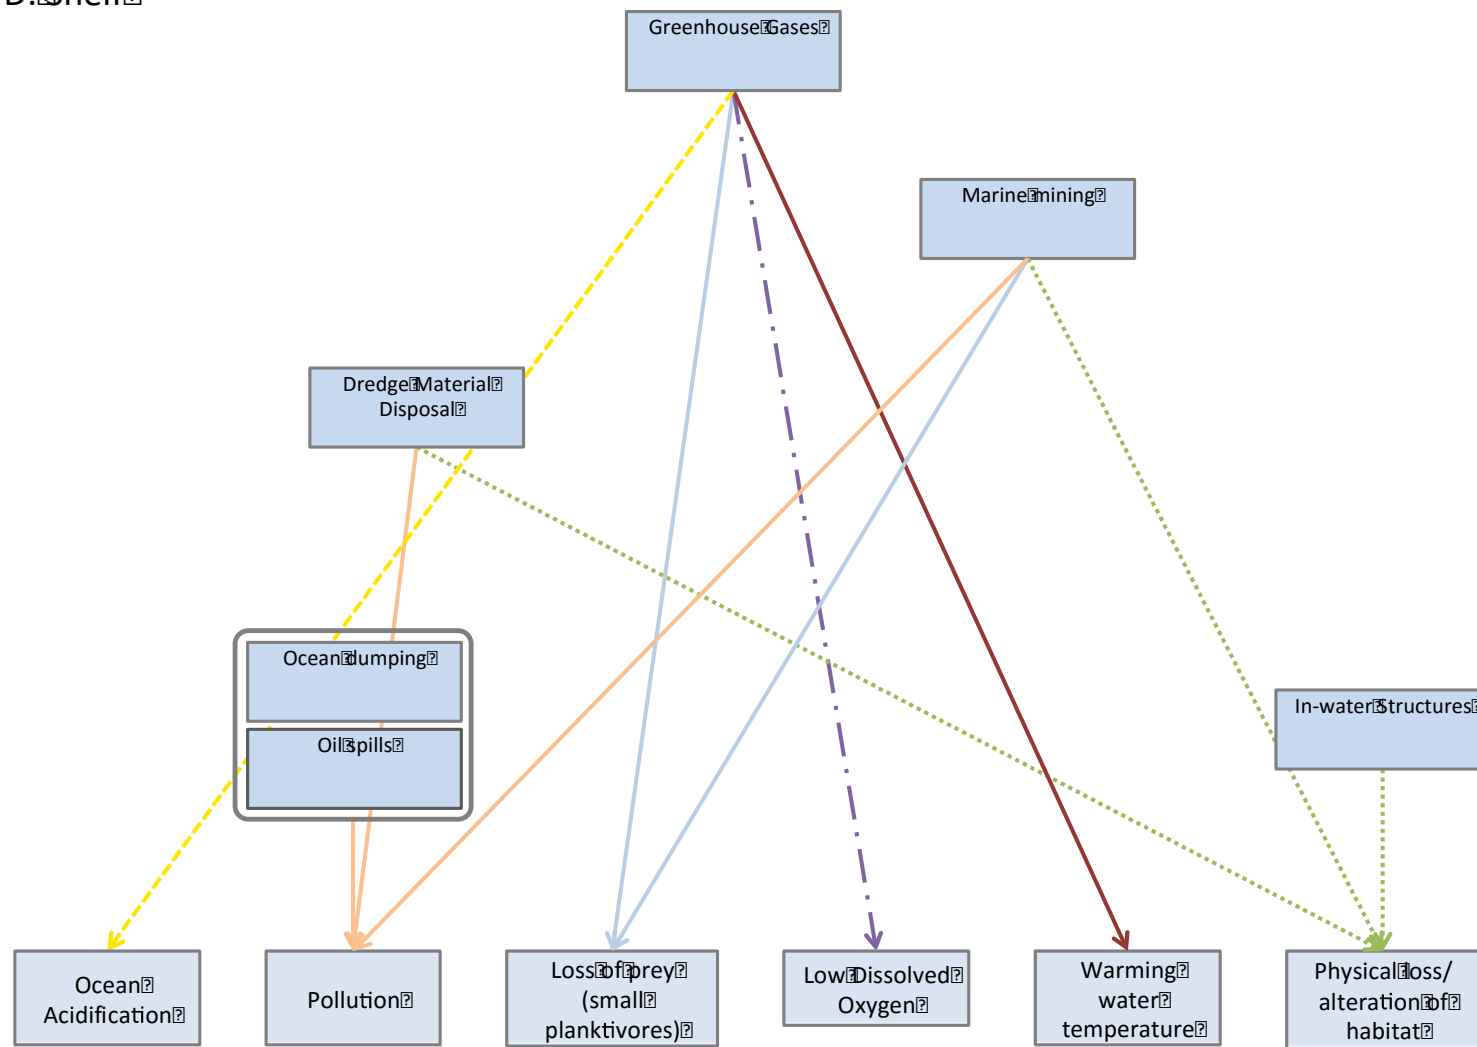 D. Shelf
Greenhouse Gases
Marine mining
Dredge Material
Disposal
Ocean dumping
Oil spills
In-water Structures
Ocean
Acidification
Pollution
Loss of prey
(small
planktivores)
Low Dissolved
Oxygen
Warming
water
temperature
Physical loss/
alteration of
habitat